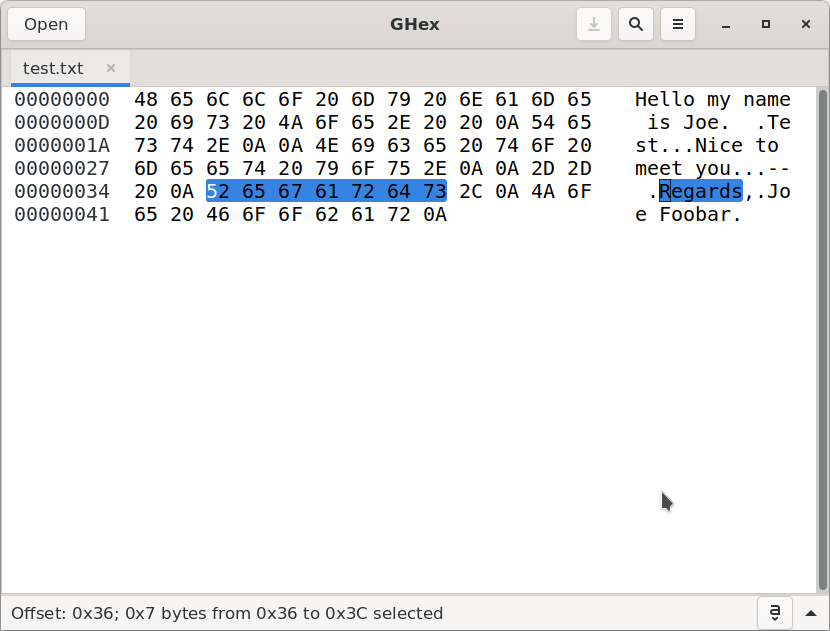 Open GHex
test.txt
00000000 48 65 6C 6C 6F 20 6D 79 20 6E 61 6D 65 Hello my name
0000000D 20 69 73 20 4A 6F 65 2E 20 20 0A 54 65  is Joe.  .Te
0000001A 73 74 2E 0A 0A 4E 69 63 65 20 74 6F 20 st...Nice to
00000027 6D 65 65 74 20 79 6F 75 2E 0A 0A 2D 2D meet you...--
00000034 20 0A 52 65 67 61 72 64 73 2C 0A 4A 6F  .Regards,.Jo
00000041 65 20 46 6F 6F 62 61 72 0A e Foobar.
Offset: 0x36; 0x7 bytes from 0x36 to 0x3C selected a